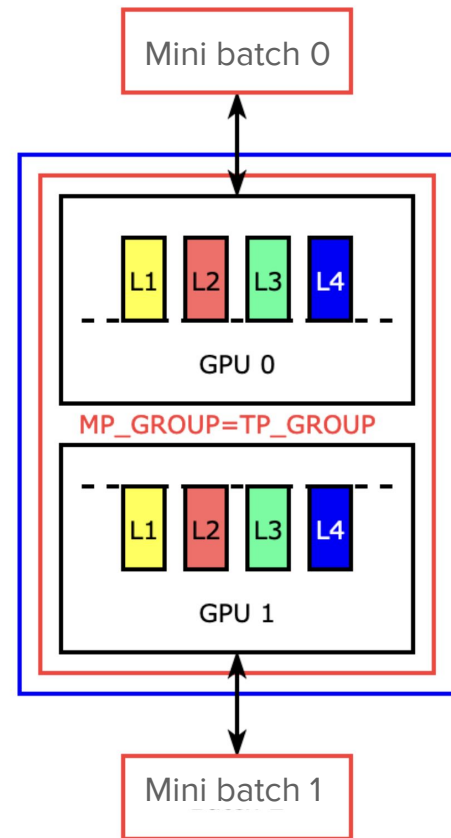 Mini batch 0
L1 L2 L3 L4
GPU 0
MP_GROUP=TP_GROUP
L1 L2 L3 L4
GPU 1
Mini batch 1